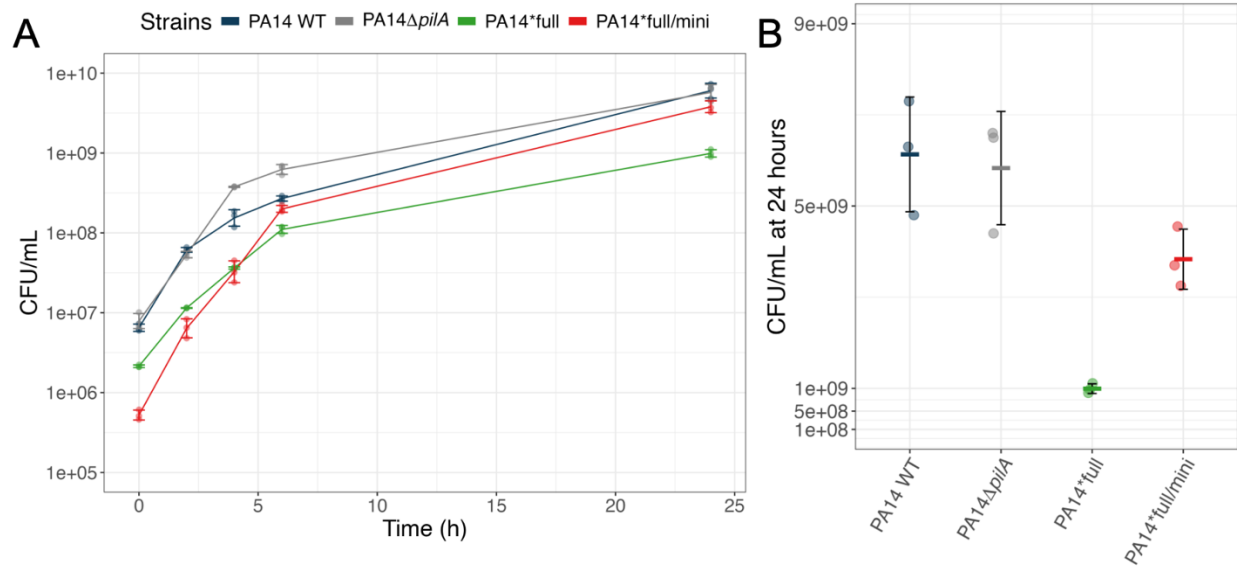 Strains PA14 WT PA14ΔpilA PA14*full PA14*full/mini
A
CFU/mL
1e+10
1e+09
1e+08
1e+07
1e+06
1e+05
0 5 10 15 20 25
Time (h)
B
CFU/mL at 24 hours
9e+09
5e+09
1e+09
5e+08
1e+08
PA14 WT
PA14ΔpilA
PA14*full
PA14*full/mini